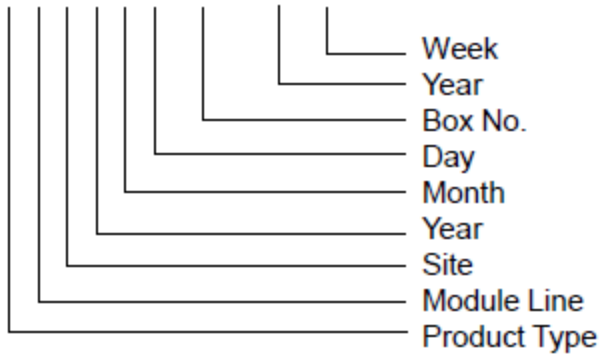 Week
Year
Box No.
Day
Month
Year
Site
Module Line
Product Type